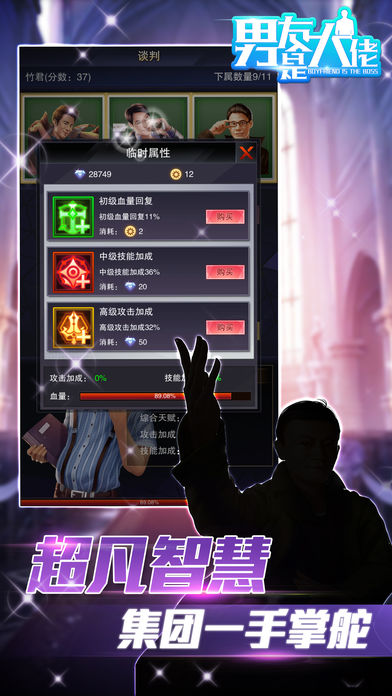 男友是大佬
BOYFRIEND IS THE BOSS
谈判
竹君(分数：37)
下属数量9/11
临时属性
28749
12
初级血量回复
初级血量回复11%
消耗： 2
购买
中级技能加成
中级技能加成36%
消耗： 20
购买
高级攻击加成
高级攻击加成32%
消耗： 50
购买
攻击加成： 0%
技能加成
血量：
89.08%
综合天赋：
攻击加成
技能加成
89.08%
超凡智慧
集团一手掌舵